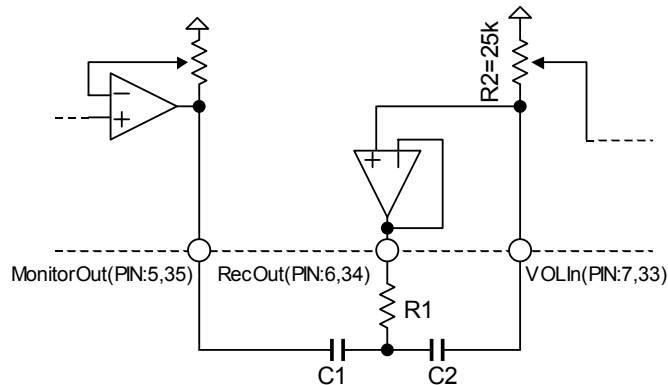 R2=25k
MonitorOut(PIN:5,35)
RecOut(PIN:6,34)
VOLIn(PIN:7,33)
R1
C1
C2